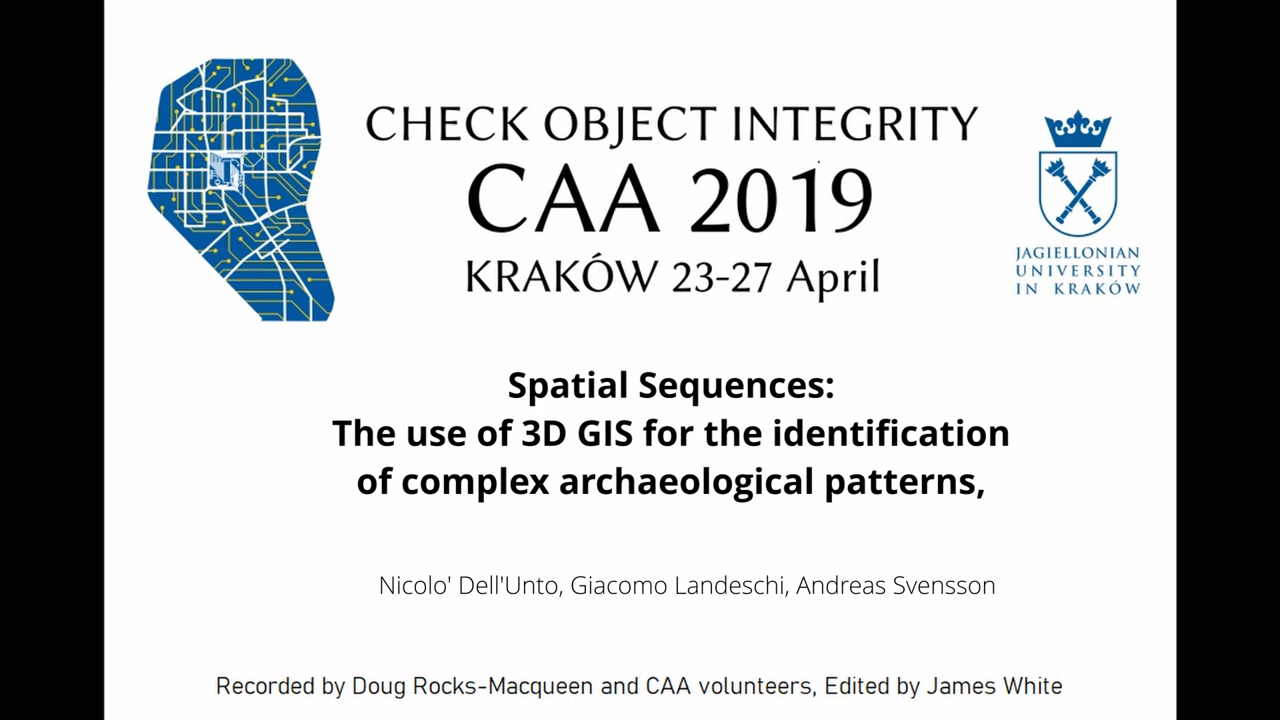 CHECK OBJECT INTEGRITY
CAA 2019
KRAKÓW 23-27 April
JAGIELLONIAN
UNIVERSITY
IN KRAKÓW
Spatial Sequences:
The use of 3D GIS for the identification
of complex archaeological patterns,
Nicolo' Dell'Unto, Giacomo Landeschi, Andreas Svensson
Recorded by Doug Rocks-Macqueen and CAA volunteers, Edited by James White